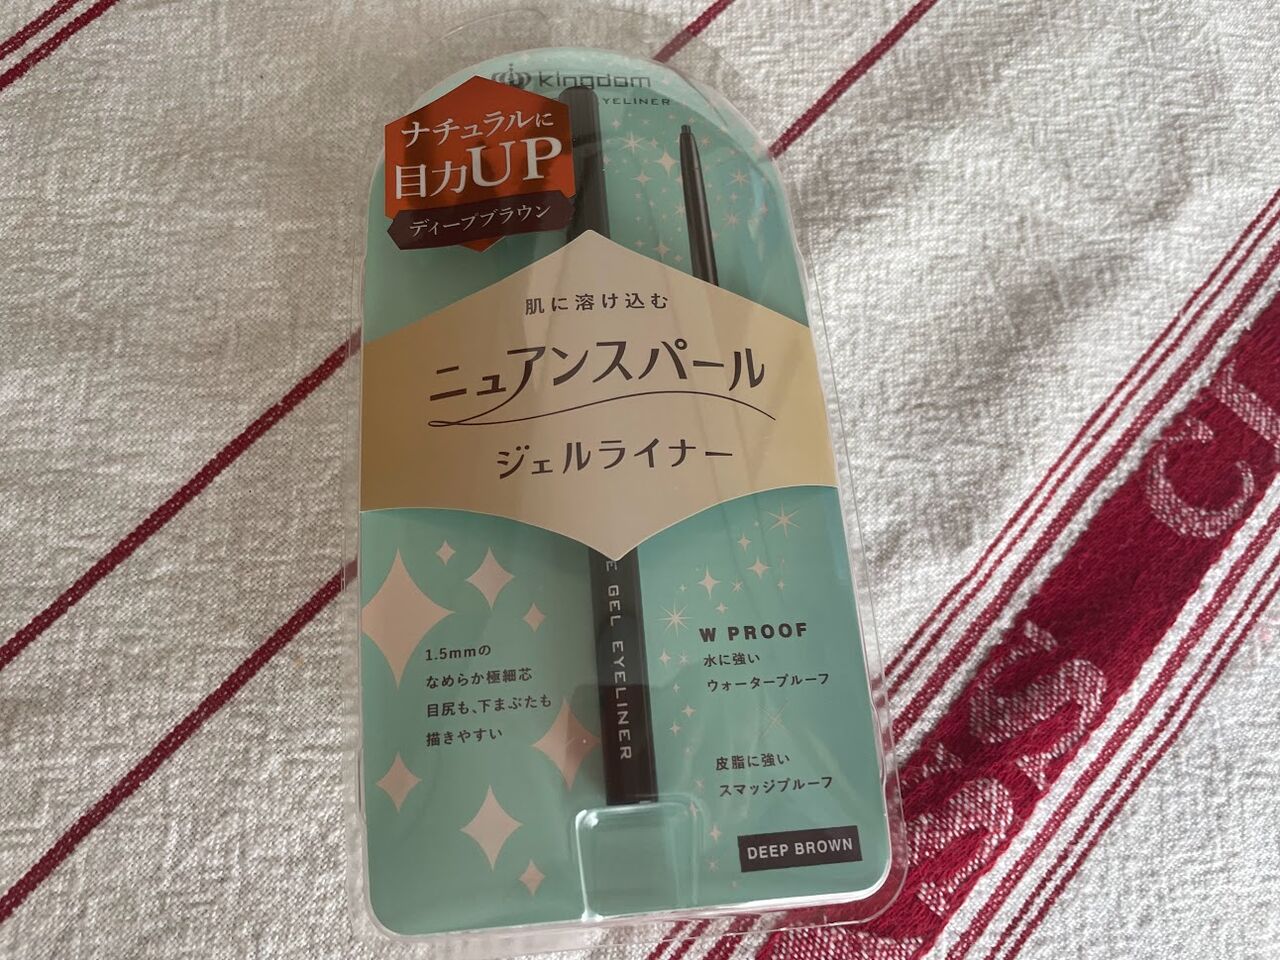 kingdom
EYELINER
ナチュラルに
目力UP
ディープブラウン
肌に溶け込む
ニュアンスパール
ジェルライナー
GEL EYELINER
1.5mmの
なめらか極細芯
目尻も、下まぶたも
描きやすい
W PROOF
水に強い
ウォータープルーフ
皮脂に強い
スマッジプルーフ
DEEP BROWN